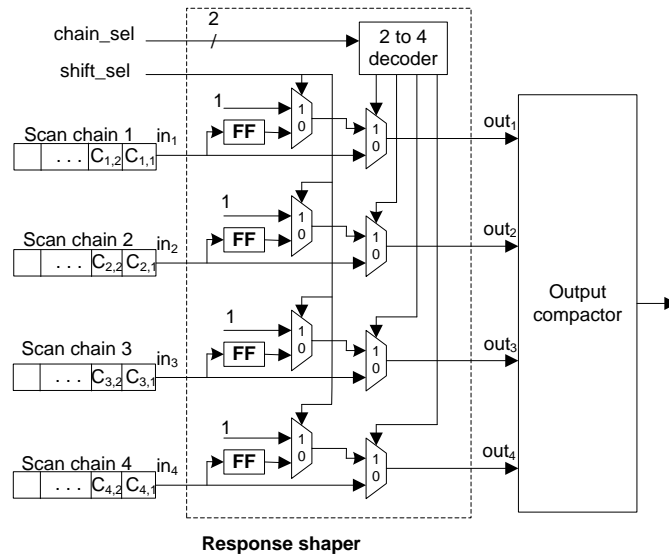 2
chain_sel
2 to 4
decoder
shift_sel
1
1
0
1
0
FF
Scan chain 1
in₁
out₁
. . . C₁,₂ C₁,₁
1
1
0
1
0
FF
Scan chain 2
in₂
out₂
. . . C₂,₂ C₂,₁
Output
compactor
1
1
0
1
0
FF
Scan chain 3
in₃
out₃
. . . C₃,₂ C₃,₁
1
1
0
1
0
FF
Scan chain 4
in₄
out₄
. . . C₄,₂ C₄,₁
Response shaper